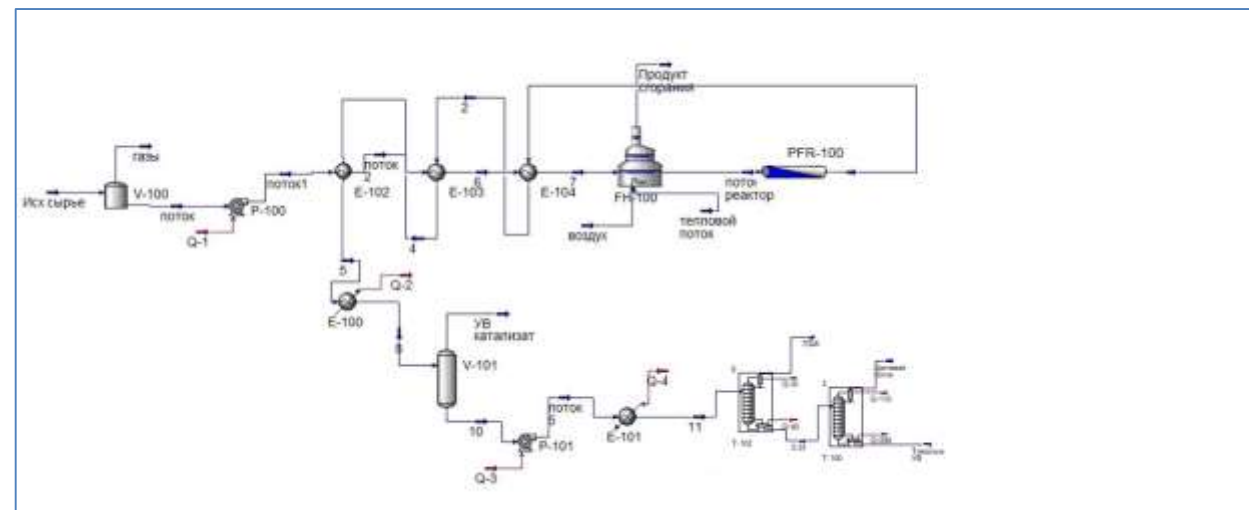 Продукт
сгорания
газы
Исх сырье
V-100
поток
поток1
P-100
Q-1
E-102
поток
2
2
E-103
6
E-104
7
FH-100
поток
реактор
PFR-100
воздух
тепловой
поток
4
5
Q-2
E-100
8
УВ
катализат
V-101
10
поток
P-101
Q-3
Q-4
E-101
11